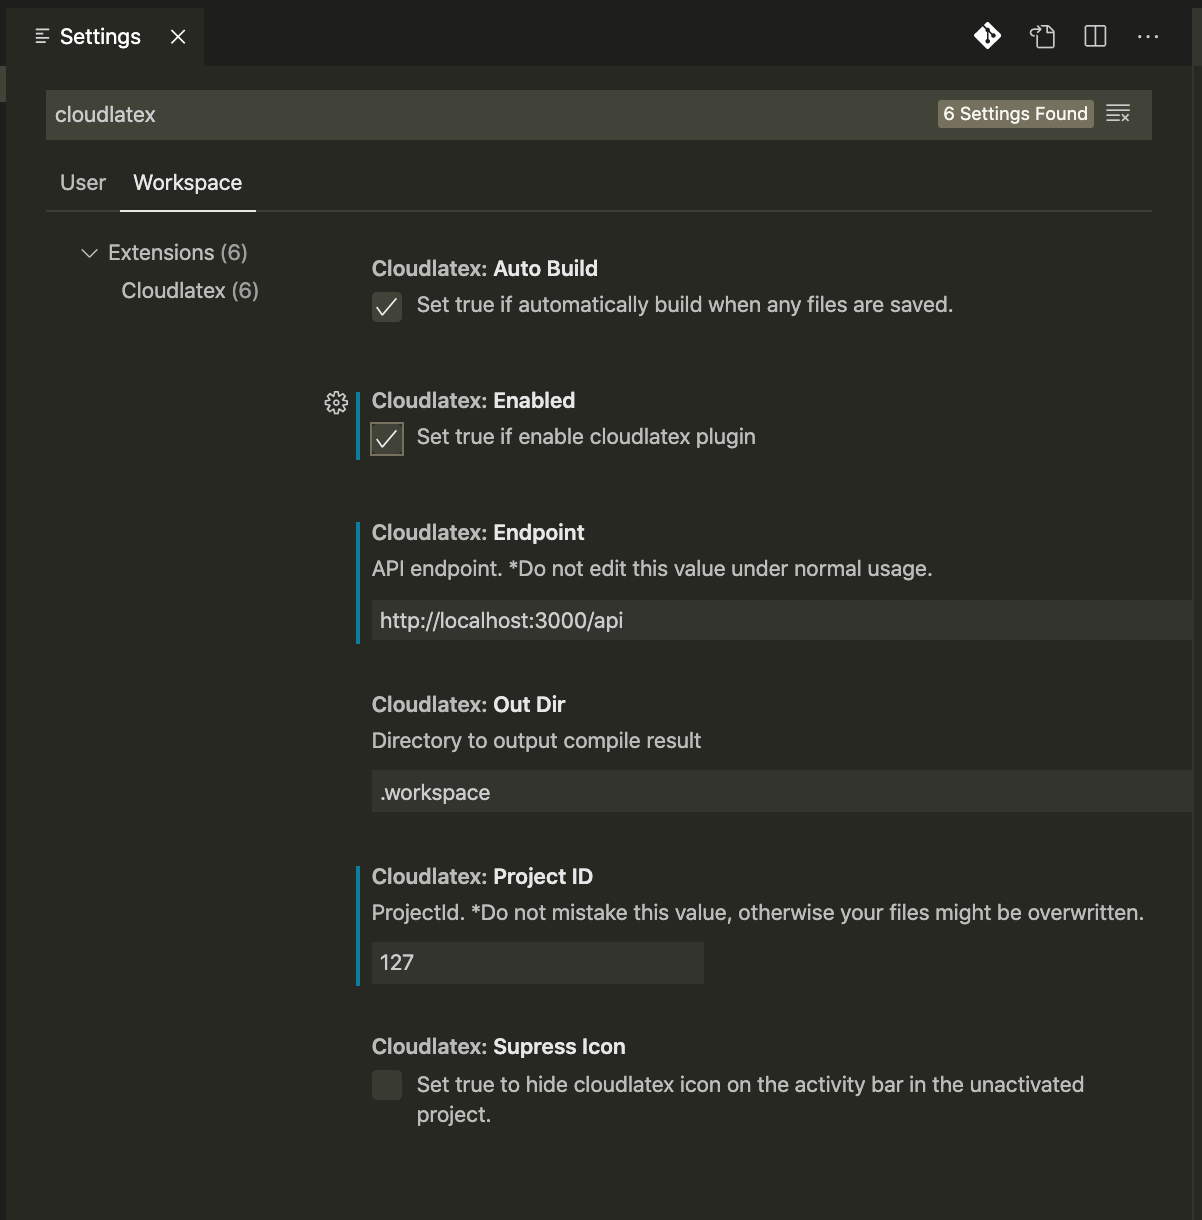 Settings
cloudlatex
6 Settings Found
User Workspace
Extensions (6)
Cloudlatex (6)
Cloudlatex: Auto Build
Set true if automatically build when any files are saved.
Cloudlatex: Enabled
Set true if enable cloudlatex plugin
Cloudlatex: Endpoint
API endpoint. *Do not edit this value under normal usage.
http://localhost:3000/api
Cloudlatex: Out Dir
Directory to output compile result
.workspace
Cloudlatex: Project ID
ProjectId. *Do not mistake this value, otherwise your files might be overwritten.
127
Cloudlatex: Supress Icon
Set true to hide cloudlatex icon on the activity bar in the unactivated
project.